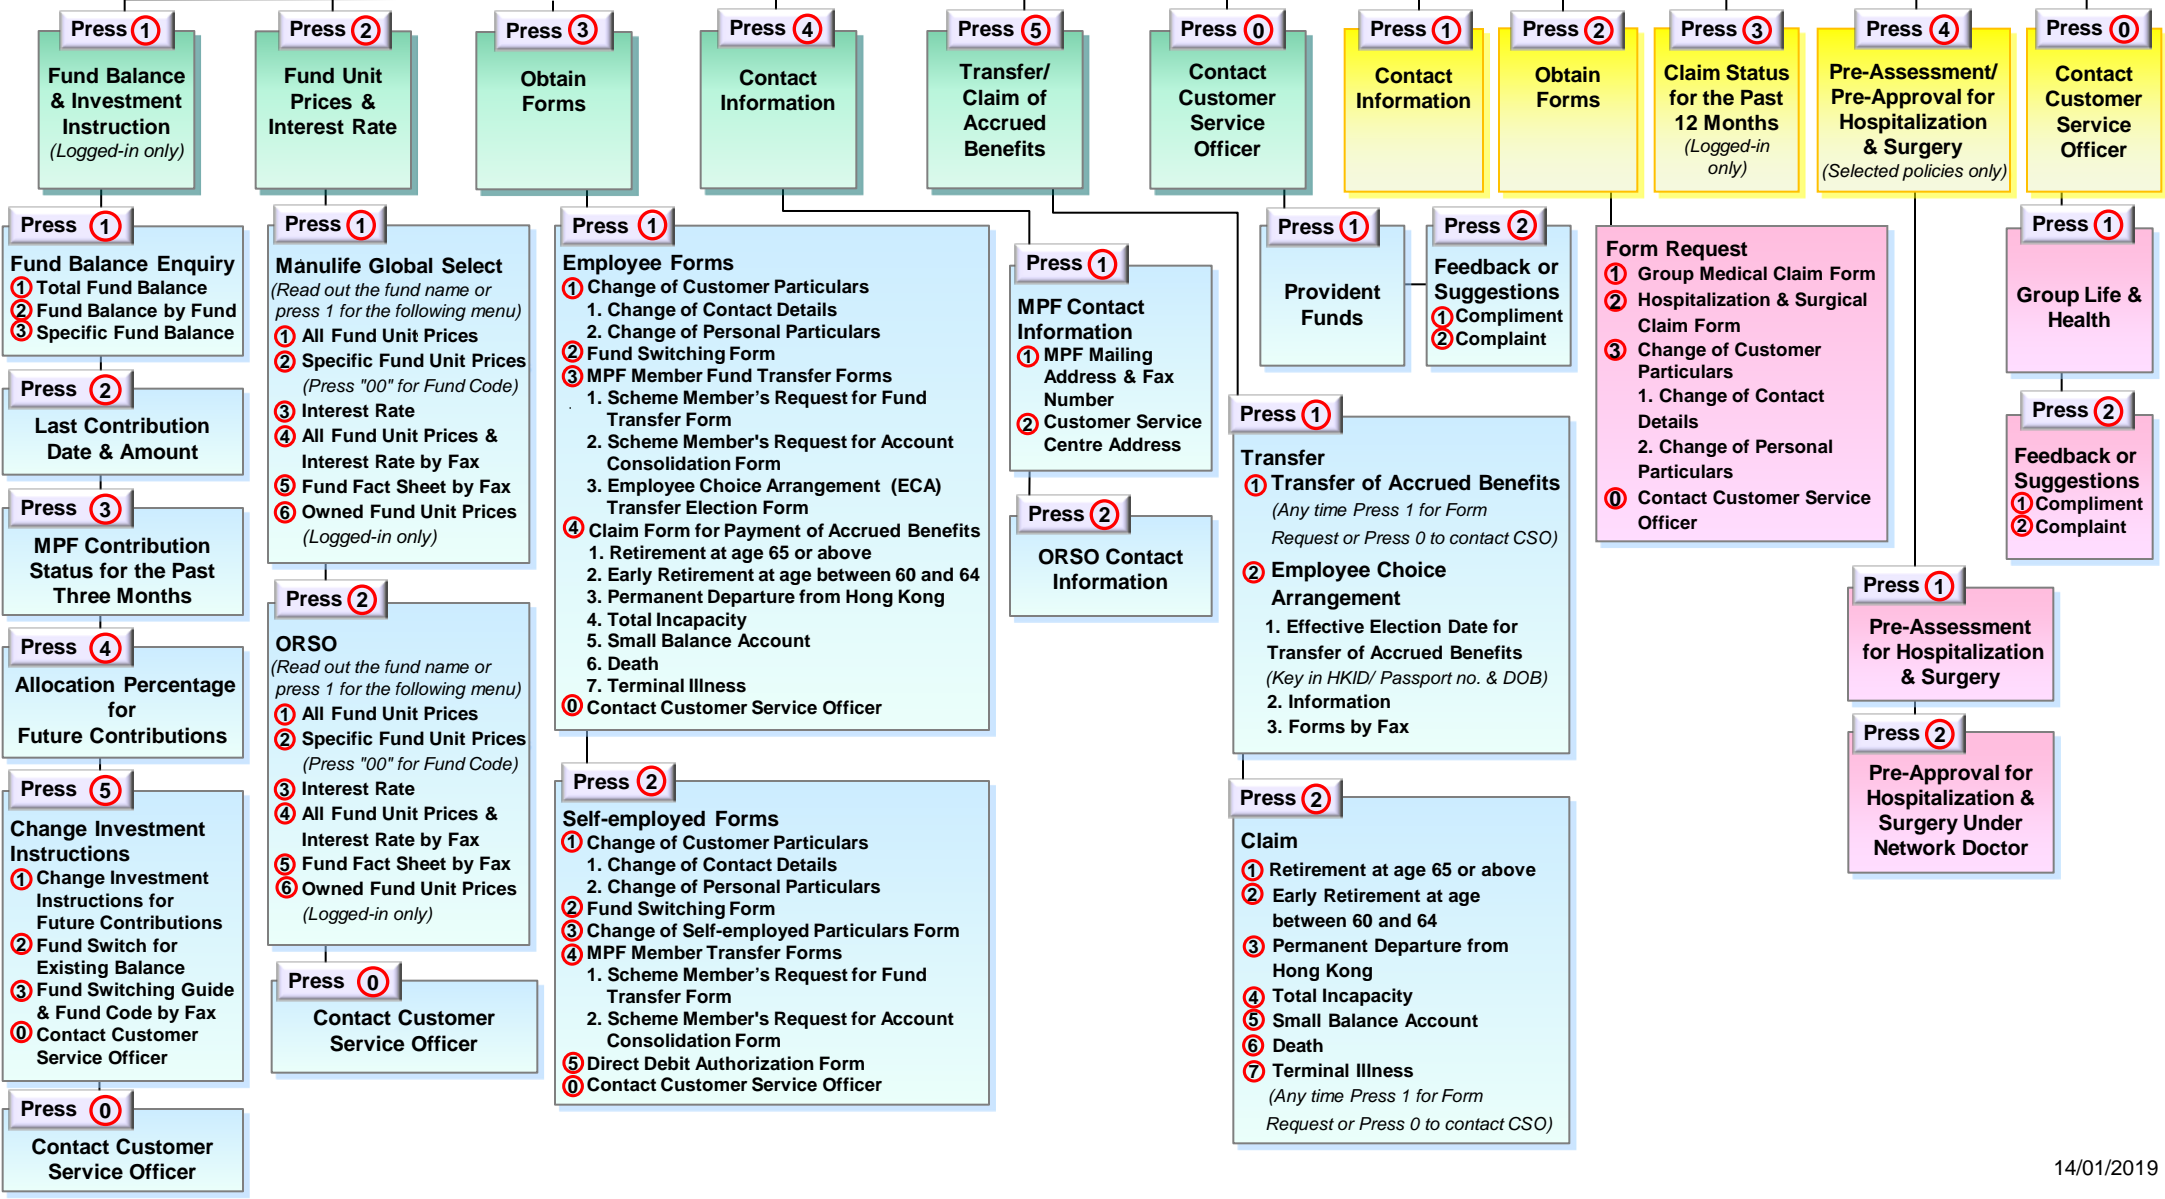 Press 1
Fund Balance
& Investment
Instruction
(Logged-in only)
Press 1
Fund Balance Enquiry
1 Total Fund Balance
2 Fund Balance by Fund
3 Specific Fund Balance
Press 2
Last Contribution
Date & Amount
Press 3
MPF Contribution
Status for the Past
Three Months
Press 4
Allocation Percentage
for
Future Contributions
Press 5
Change Investment
Instructions
1 Change Investment
Instructions for
Future Contributions
2 Fund Switch for
Existing Balance
3 Fund Switching Guide
& Fund Code by Fax
0 Contact Customer
Service Officer
Press 0
Contact Customer
Service Officer
Press 2
Fund Unit
Prices &
Interest Rate
Press 1
Manulife Global Select
(Read out the fund name or
press 1 for the following menu)
1 All Fund Unit Prices
2 Specific Fund Unit Prices
(Press "00" for Fund Code)
3 Interest Rate
4 All Fund Unit Prices &
Interest Rate by Fax
5 Fund Fact Sheet by Fax
6 Owned Fund Unit Prices
(Logged-in only)
Press 2
ORSO
(Read out the fund name or
press 1 for the following menu)
1 All Fund Unit Prices
2 Specific Fund Unit Prices
(Press "00" for Fund Code)
3 Interest Rate
4 All Fund Unit Prices &
Interest Rate by Fax
5 Fund Fact Sheet by Fax
6 Owned Fund Unit Prices
(Logged-in only)
Press 0
Contact Customer
Service Officer
Press 3
Obtain
Forms
Press 1
Employee Forms
1 Change of Customer Particulars
1. Change of Contact Details
2. Change of Personal Particulars
2 Fund Switching Form
3 MPF Member Fund Transfer Forms
1. Scheme Member’s Request for Fund
Transfer Form
2. Scheme Member's Request for Account
Consolidation Form
3. Employee Choice Arrangement (ECA)
Transfer Election Form
4 Claim Form for Payment of Accrued Benefits
1. Retirement at age 65 or above
2. Early Retirement at age between 60 and 64
3. Permanent Departure from Hong Kong
4. Total Incapacity
5. Small Balance Account
6. Death
7. Terminal Illness
0 Contact Customer Service Officer
Press 2
Self-employed Forms
1 Change of Customer Particulars
1. Change of Contact Details
2. Change of Personal Particulars
2 Fund Switching Form
3 Change of Self-employed Particulars Form
4 MPF Member Transfer Forms
1. Scheme Member’s Request for Fund
Transfer Form
2. Scheme Member's Request for Account
Consolidation Form
5 Direct Debit Authorization Form
0 Contact Customer Service Officer
Press 4
Contact
Information
Press 1
MPF Contact
Information
1 MPF Mailing
Address & Fax
Number
2 Customer Service
Centre Address
Press 2
ORSO Contact
Information
Press 5
Transfer/
Claim of
Accrued
Benefits
Press 1
Transfer
1 Transfer of Accrued Benefits
(Any time Press 1 for Form
Request or Press 0 to contact CSO)
2 Employee Choice
Arrangement
1. Effective Election Date for
Transfer of Accrued Benefits
(Key in HKID/ Passport no. & DOB)
2. Information
3. Forms by Fax
Press 2
Claim
1 Retirement at age 65 or above
2 Early Retirement at age
between 60 and 64
3 Permanent Departure from
Hong Kong
4 Total Incapacity
5 Small Balance Account
6 Death
7 Terminal Illness
(Any time Press 1 for Form
Request or Press 0 to contact CSO)
Press 0
Contact
Customer
Service
Officer
Press 1
Provident
Funds
Press 2
Feedback or
Suggestions
1 Compliment
2 Complaint
Press 1
Contact
Information
Press 2
Obtain
Forms
Form Request
1 Group Medical Claim Form
2 Hospitalization & Surgical
Claim Form
3 Change of Customer
Particulars
1. Change of Contact
Details
2. Change of Personal
Particulars
0 Contact Customer Service
Officer
Press 3
Claim Status
for the Past
12 Months
(Logged-in
only)
Press 4
Pre-Assessment/
Pre-Approval for
Hospitalization
& Surgery
(Selected policies only)
Press 1
Pre-Assessment
for Hospitalization
& Surgery
Press 2
Pre-Approval for
Hospitalization &
Surgery Under
Network Doctor
Press 0
Contact
Customer
Service
Officer
Press 1
Group Life &
Health
Press 2
Feedback or
Suggestions
1 Compliment
2 Complaint
14/01/2019